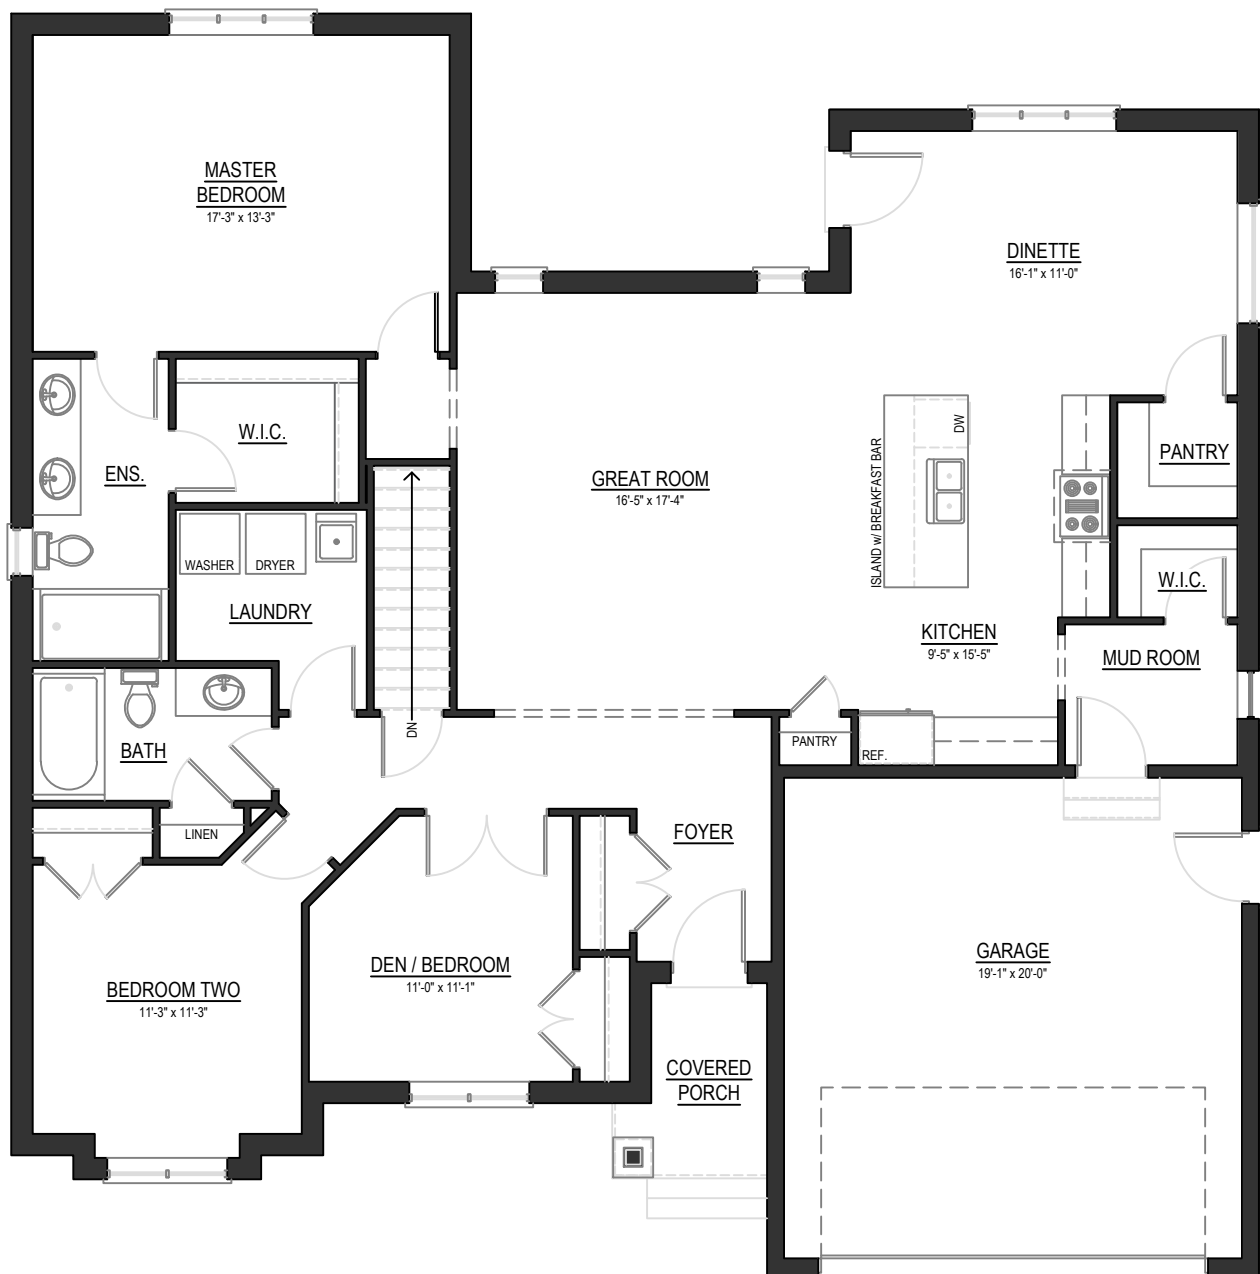 MASTER
BEDROOM
17'-3" x 13'-3"
DINETTE
16'-1" x 11'-0"
W.I.C.
ENS.
GREAT ROOM
16'-5" x 17'-4"
ISLAND w/ BREAKFAST BAR
DW
PANTRY
WASHER
DRYER
LAUNDRY
W.I.C.
KITCHEN
9'-5" x 15'-5"
MUD ROOM
DN
BATH
PANTRY
REF.
LINEN
FOYER
DEN / BEDROOM
11'-0" x 11'-1"
GARAGE
19'-1" x 20'-0"
BEDROOM TWO
11'-3" x 11'-3"
COVERED
PORCH